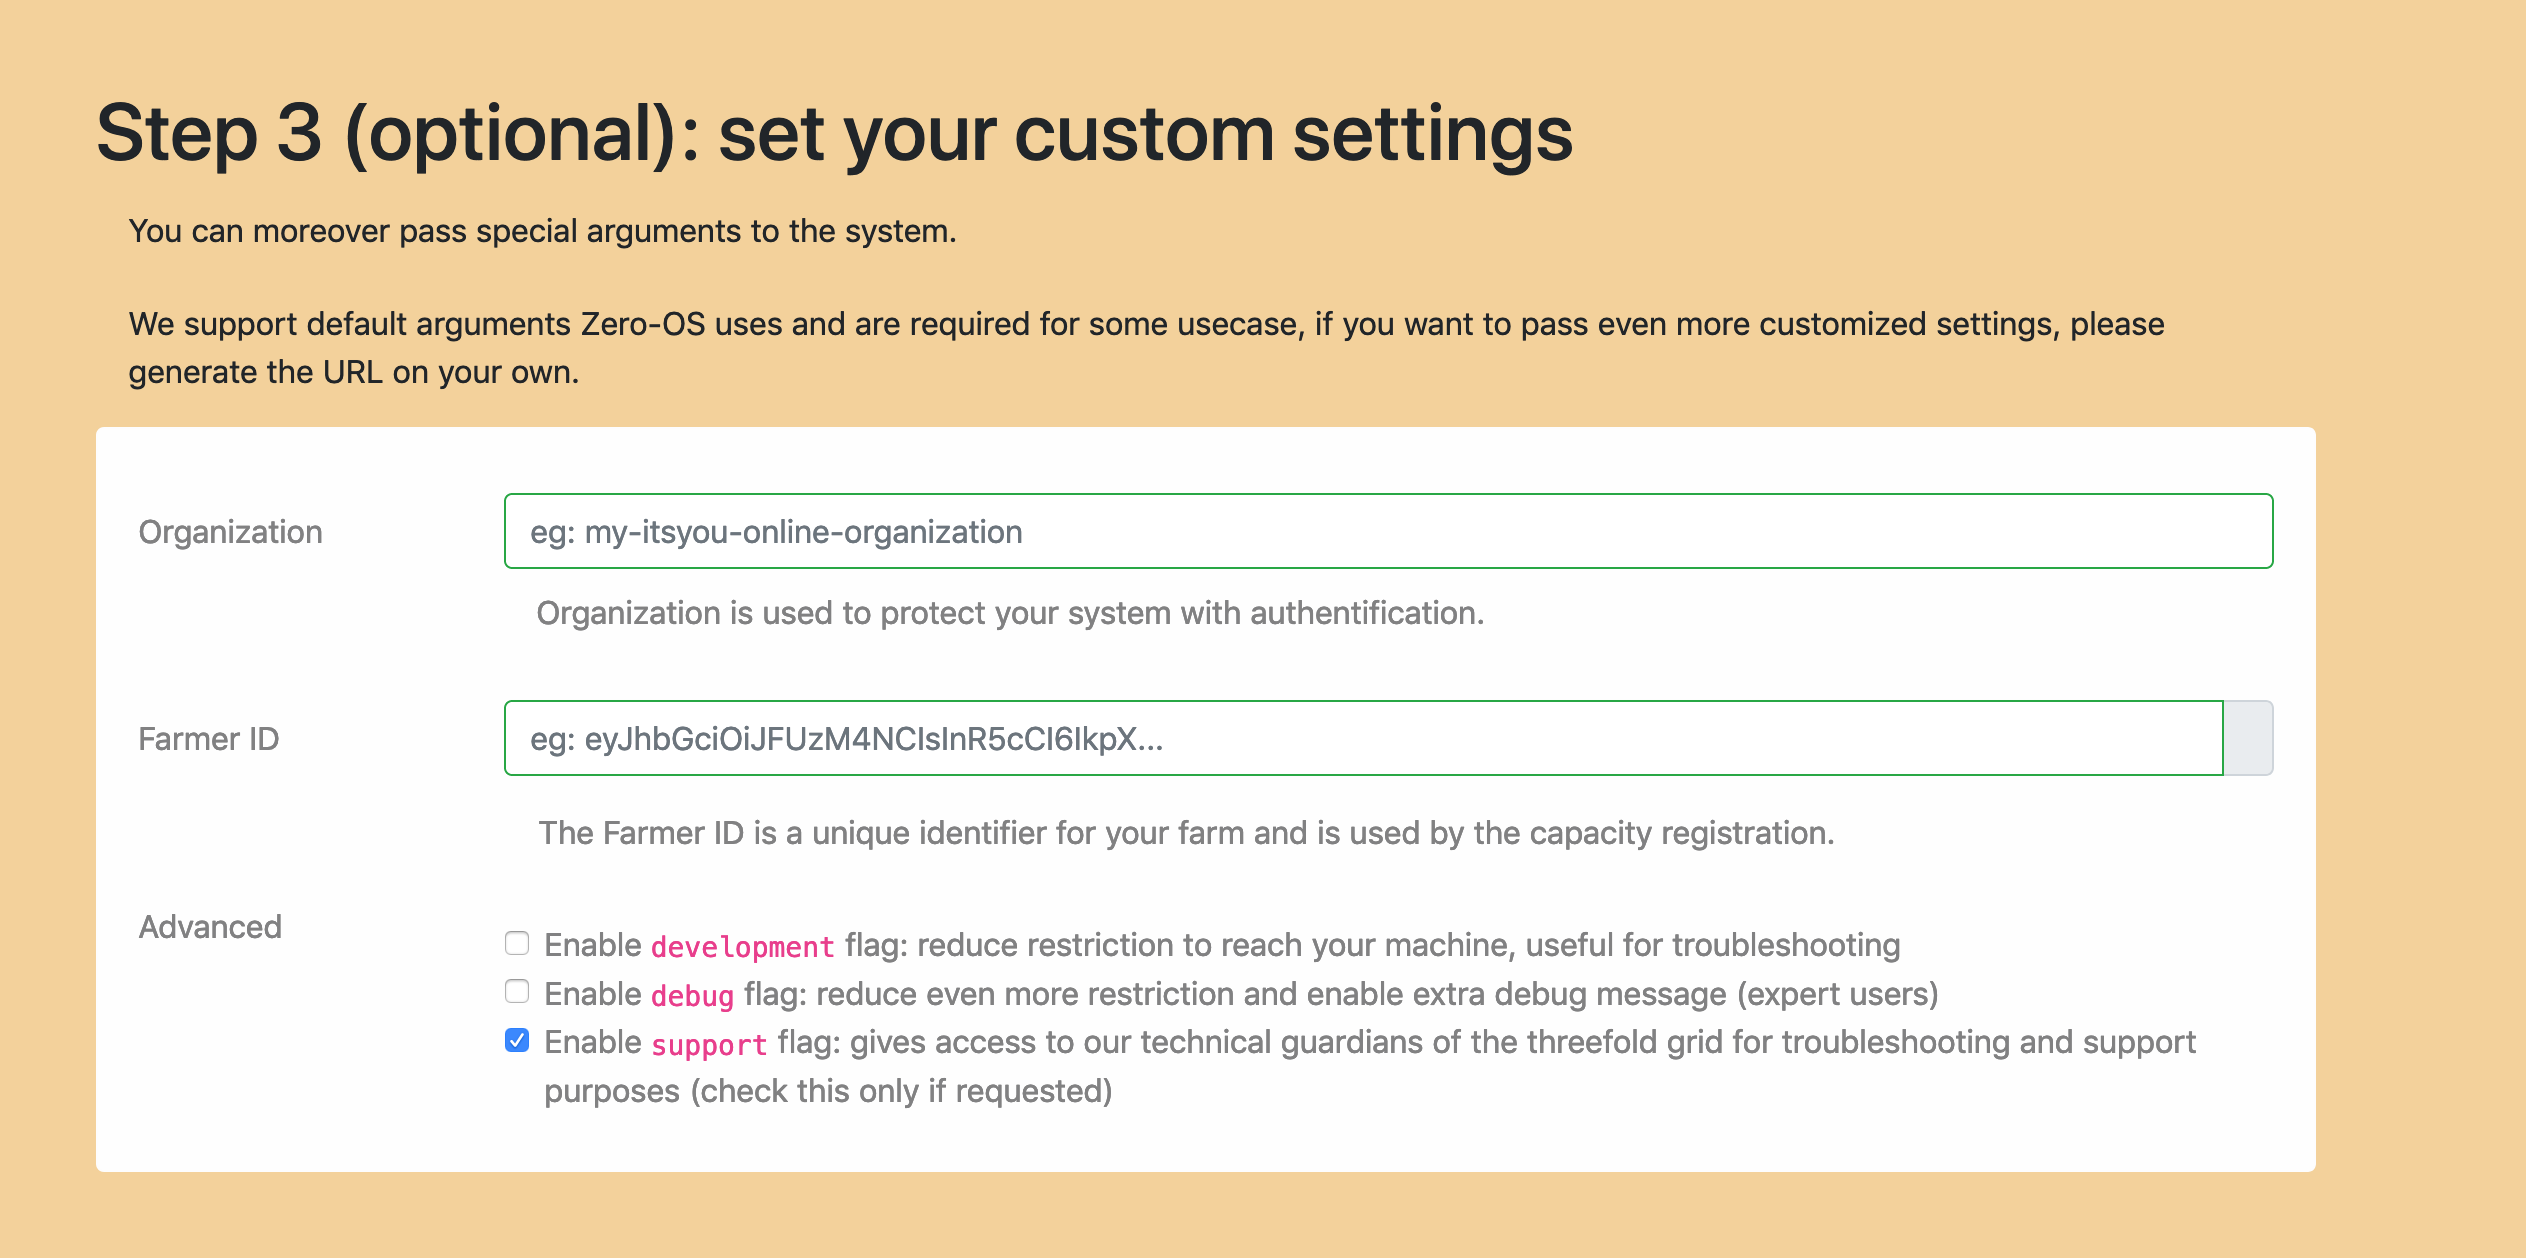 Step 3 (optional): set your custom settings
You can moreover pass special arguments to the system.
We support default arguments Zero-OS uses and are required for some usecase, if you want to pass even more customized settings, please
generate the URL on your own.
Organization
eg: my-itsyou-online-organization
Organization is used to protect your system with authentification.
Farmer ID
eg: eyJhbGciOiJFUzM4NCIsInR5cCI6IkpX...
The Farmer ID is a unique identifier for your farm and is used by the capacity registration.
Advanced
Enable development flag: reduce restriction to reach your machine, useful for troubleshooting
Enable debug flag: reduce even more restriction and enable extra debug message (expert users)
Enable support flag: gives access to our technical guardians of the threefold grid for troubleshooting and support
purposes (check this only if requested)